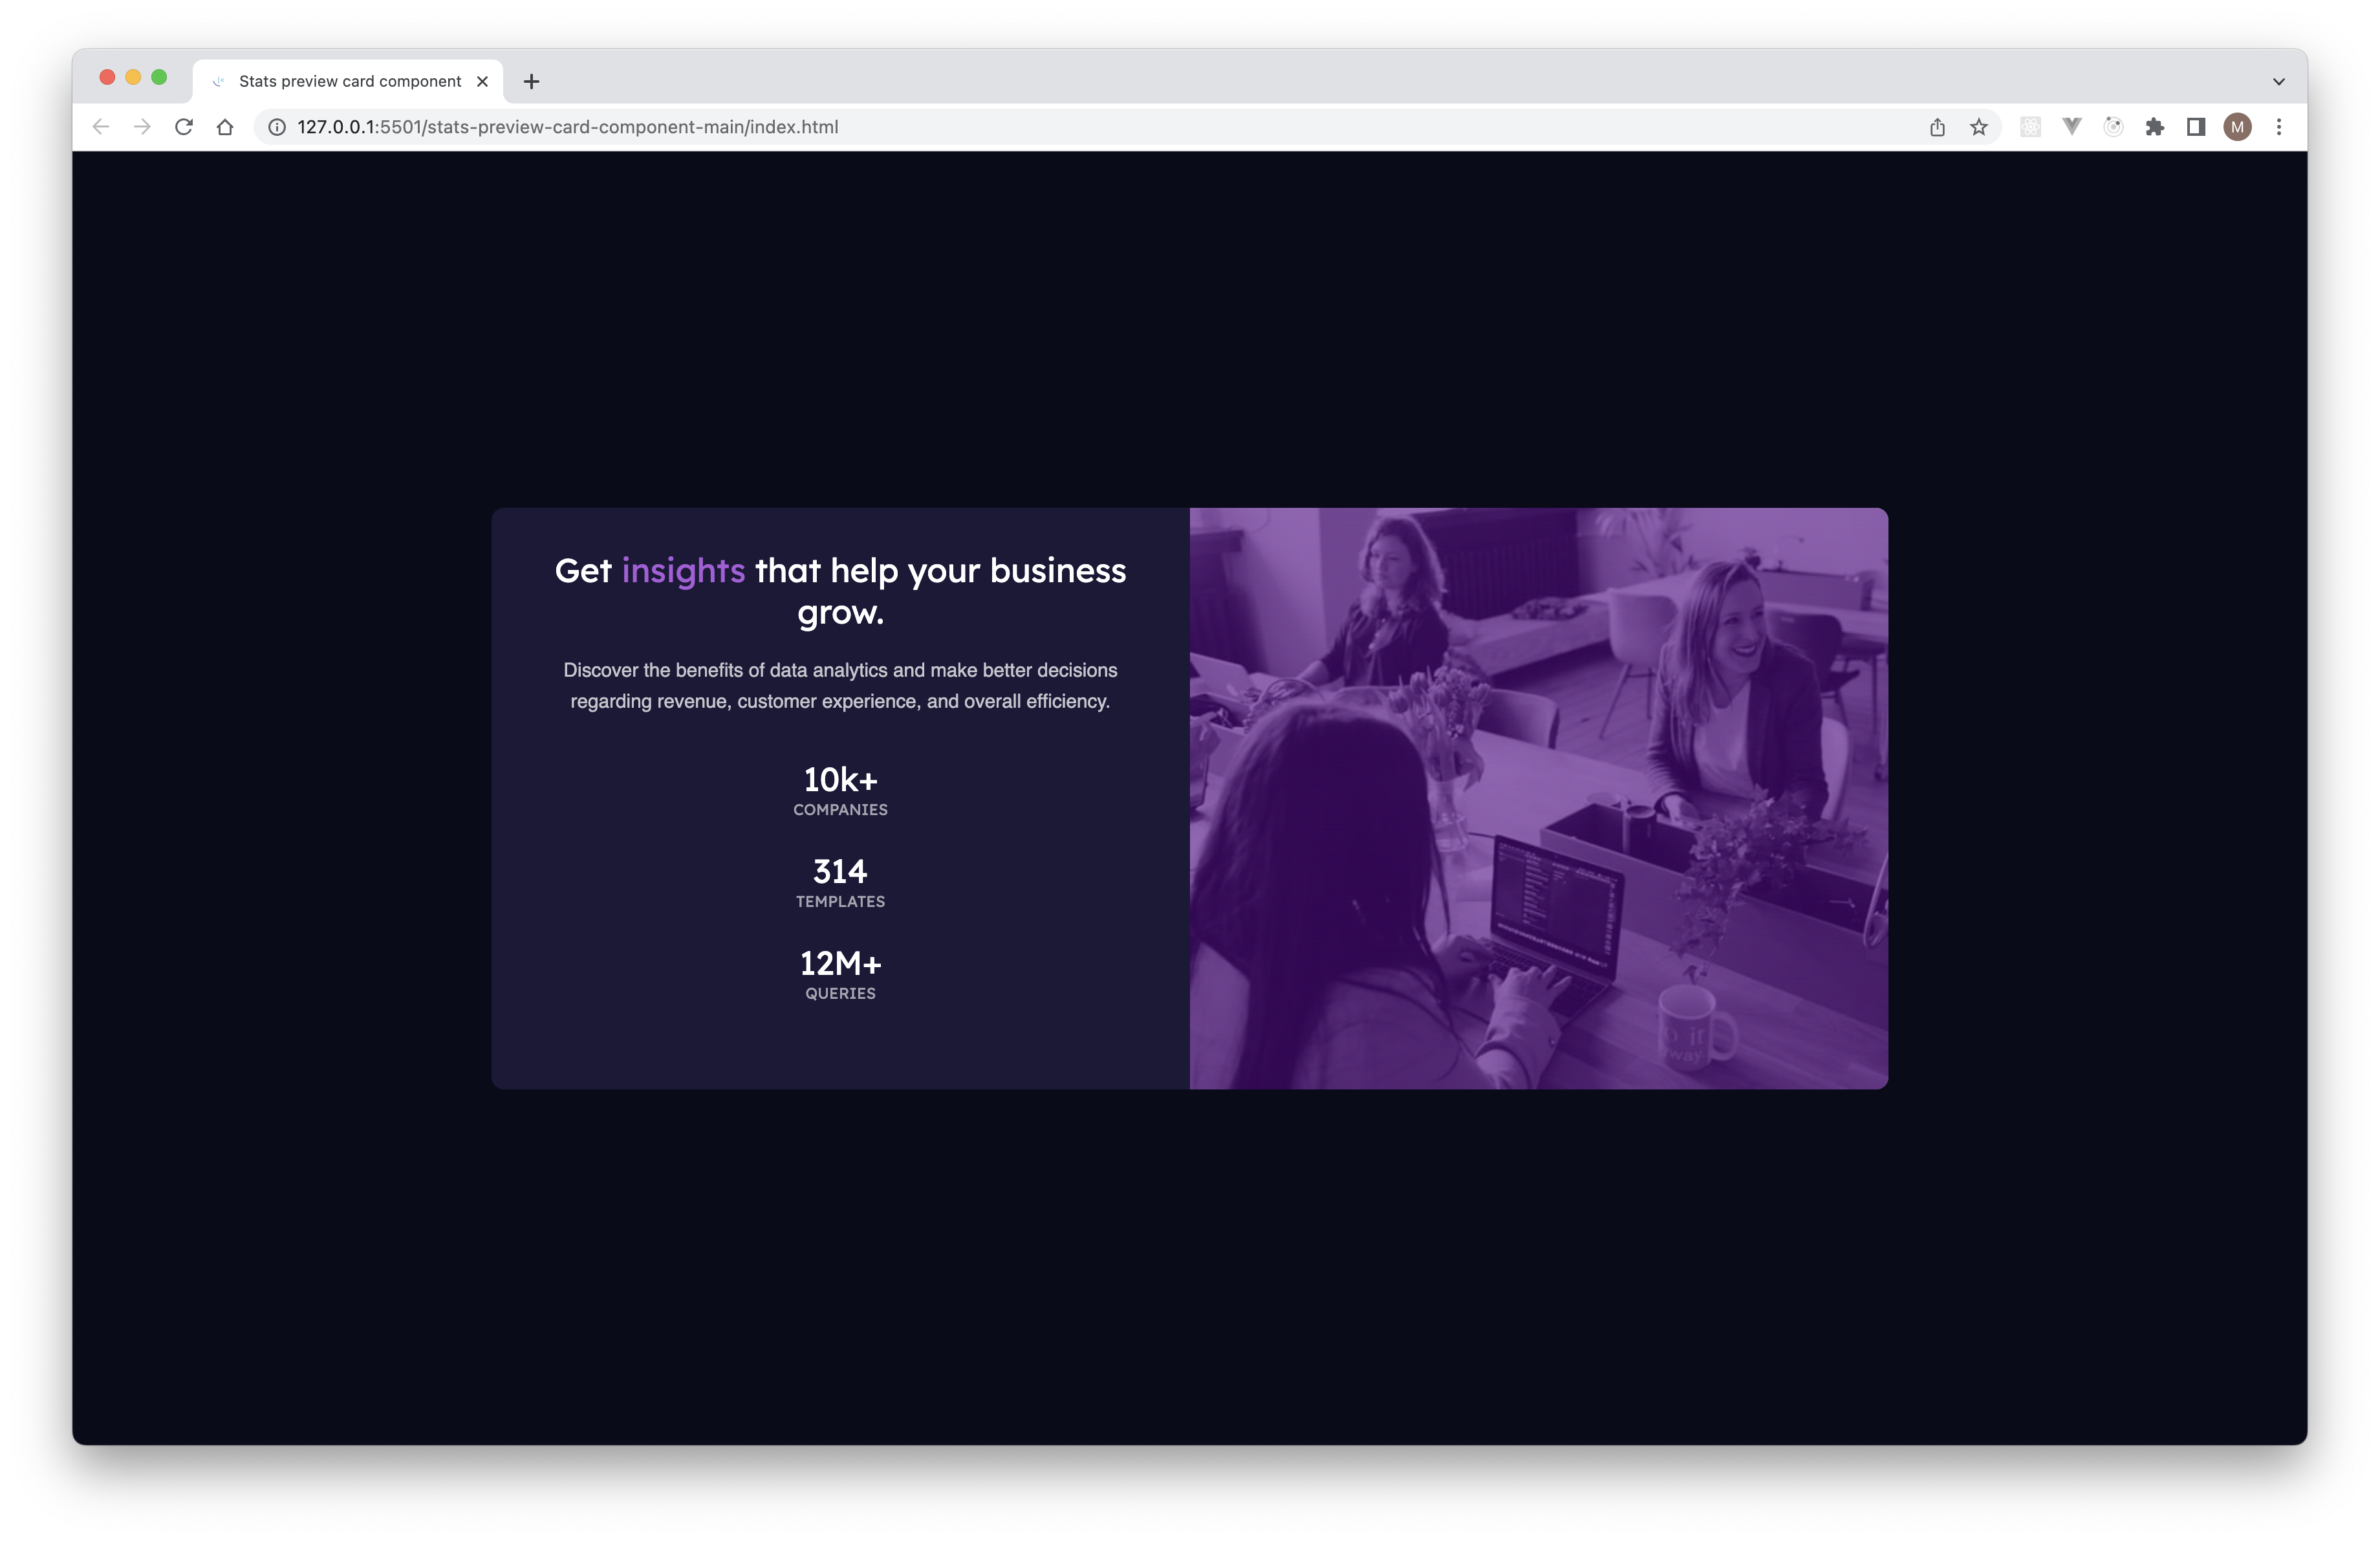 Stats preview card component
127.0.0.1:5501/stats-preview-card-component-main/index.html
M
Get insights that help your business
grow.
Discover the benefits of data analytics and make better decisions
regarding revenue, customer experience, and overall efficiency.
10k+
COMPANIES
314
TEMPLATES
12M+
QUERIES
it
way.